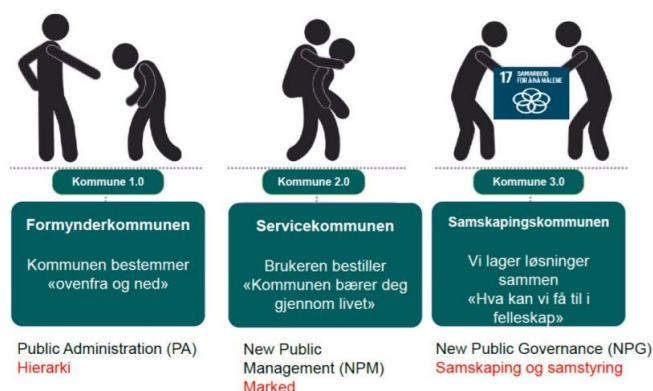 17 SAMARBEID
FOR Å NÅ MÅLENE
Kommune 1.0
Formynderkommunen
Kommunen bestemmer
«ovenfra og ned»
Public Administration (PA)
Hierarki
Kommune 2.0
Servicekommunen
Brukeren bestiller
«Kommunen bærer deg
gjennom livet»
New Public
Management (NPM)
Marked
Kommune 3.0
Samskapingskommunen
Vi lager løsninger
sammen
«Hva kan vi få til i
felleskap»
New Public Governance (NPG)
Samskaping og samstyring